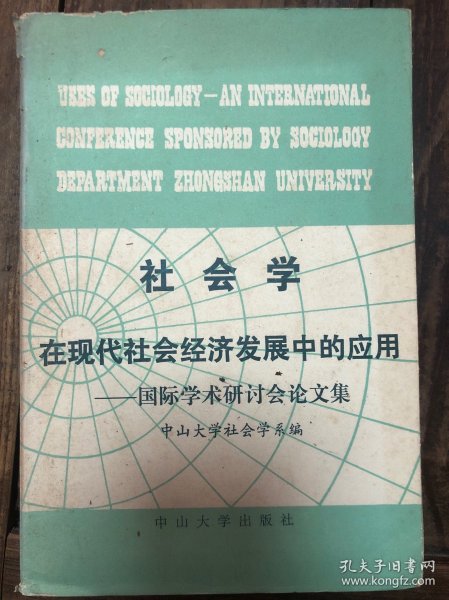 USES OF SOCIOLOGY—AN INTERNATIONAL
CONFERENCE SPONSORED BY SOCIOLOGY
DEPARTMENT ZHONGSHAN UNIVERSITY
社会学
在现代社会经济发展中的应用
——国际学术研讨会论文集
中山大学社会学系编
中山大学出版社
孔夫子旧书网
www.kongfz.com